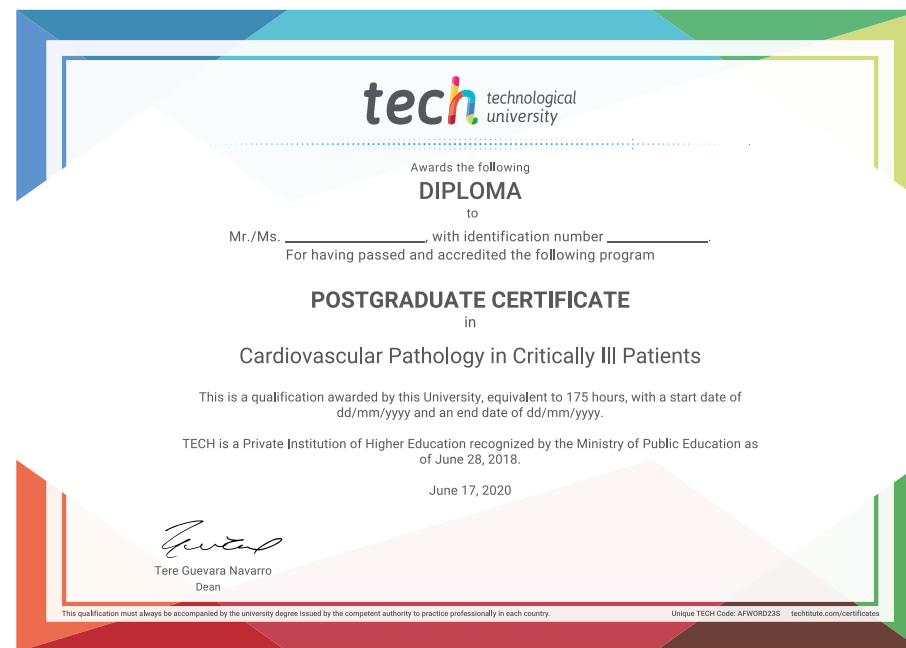 tech technological
university
Awards the following
DIPLOMA
to
Mr./Ms. ____________________, with identification number ______________.
For having passed and accredited the following program
POSTGRADUATE CERTIFICATE
in
Cardiovascular Pathology in Critically Ill Patients
This is a qualification awarded by this University, equivalent to 175 hours, with a start date of
dd/mm/yyyy and an end date of dd/mm/yyyy.
TECH is a Private Institution of Higher Education recognized by the Ministry of Public Education as
of June 28, 2018.
June 17, 2020
Tere Guevara Navarro
Dean
This qualification must always be accompanied by the university degree issued by the competent authority to practice professionally in each country.
Unique TECH Code: AFWORD23S techtitute.com/certificates